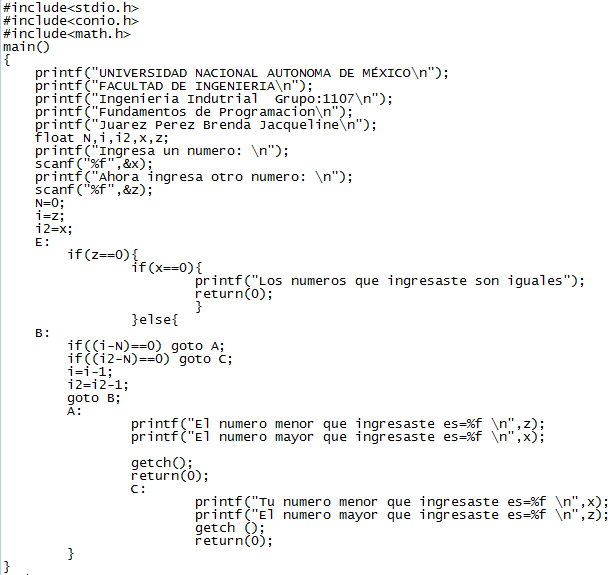 #include<stdio.h>
#include<conio.h>
#include<math.h>
main()
{
printf("UNIVERSIDAD NACIONAL AUTONOMA DE MÉXICO\n");
printf("FACULTAD DE INGENIERIA\n");
printf("Ingenieria Indutrial  Grupo:1107\n");
printf("Fundamentos de Programacion\n");
printf("Juarez Perez Brenda Jacqueline\n");
float N,i,i2,x,z;
printf("Ingresa un numero: \n");
scanf("%f",&x);
printf("Ahora ingresa otro numero: \n");
scanf("%f",&z);
N=0;
i=z;
i2=x;
E:
if(z==0){
if(x==0){
printf("Los numeros que ingresaste son iguales");
return(0);
}
}else{
B:
if((i-N)==0) goto A;
if((i2-N)==0) goto C;
i=i-1;
i2=i2-1;
goto B;
A:
printf("El numero menor que ingresaste es=%f \n",z);
printf("El numero mayor que ingresaste es=%f \n",x);
getch();
return(0);
C:
printf("Tu numero menor que ingresaste es=%f \n",x);
printf("El numero mayor que ingresaste es=%f \n",z);
getch ();
return(0);
}
}